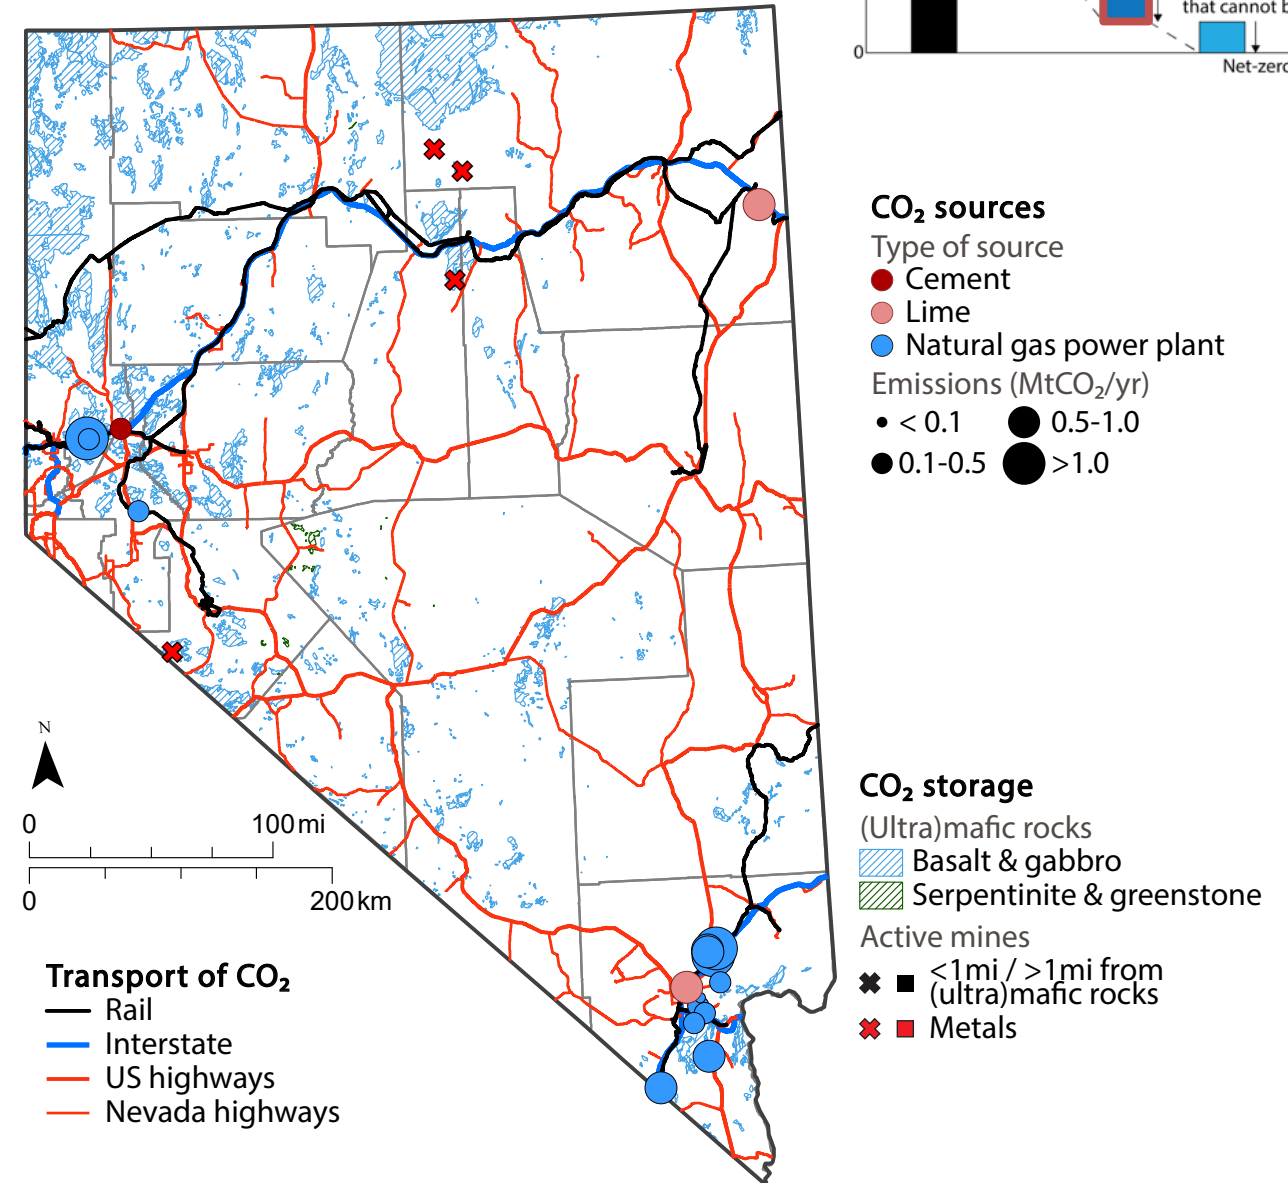 that cannot b
0
Net-zero
CO₂ sources
Type of source
Cement
Lime
Natural gas power plant
Emissions (MtCO₂/yr)
< 0.1
0.5-1.0
0.1-0.5
>1.0
N
0
100 mi
0
200 km
CO₂ storage
(Ultra)mafic rocks
Basalt & gabbro
Serpentinite & greenstone
Active mines
<1mi / >1mi from
(ultra)mafic rocks
Metals
Transport of CO₂
Rail
Interstate
US highways
Nevada highways